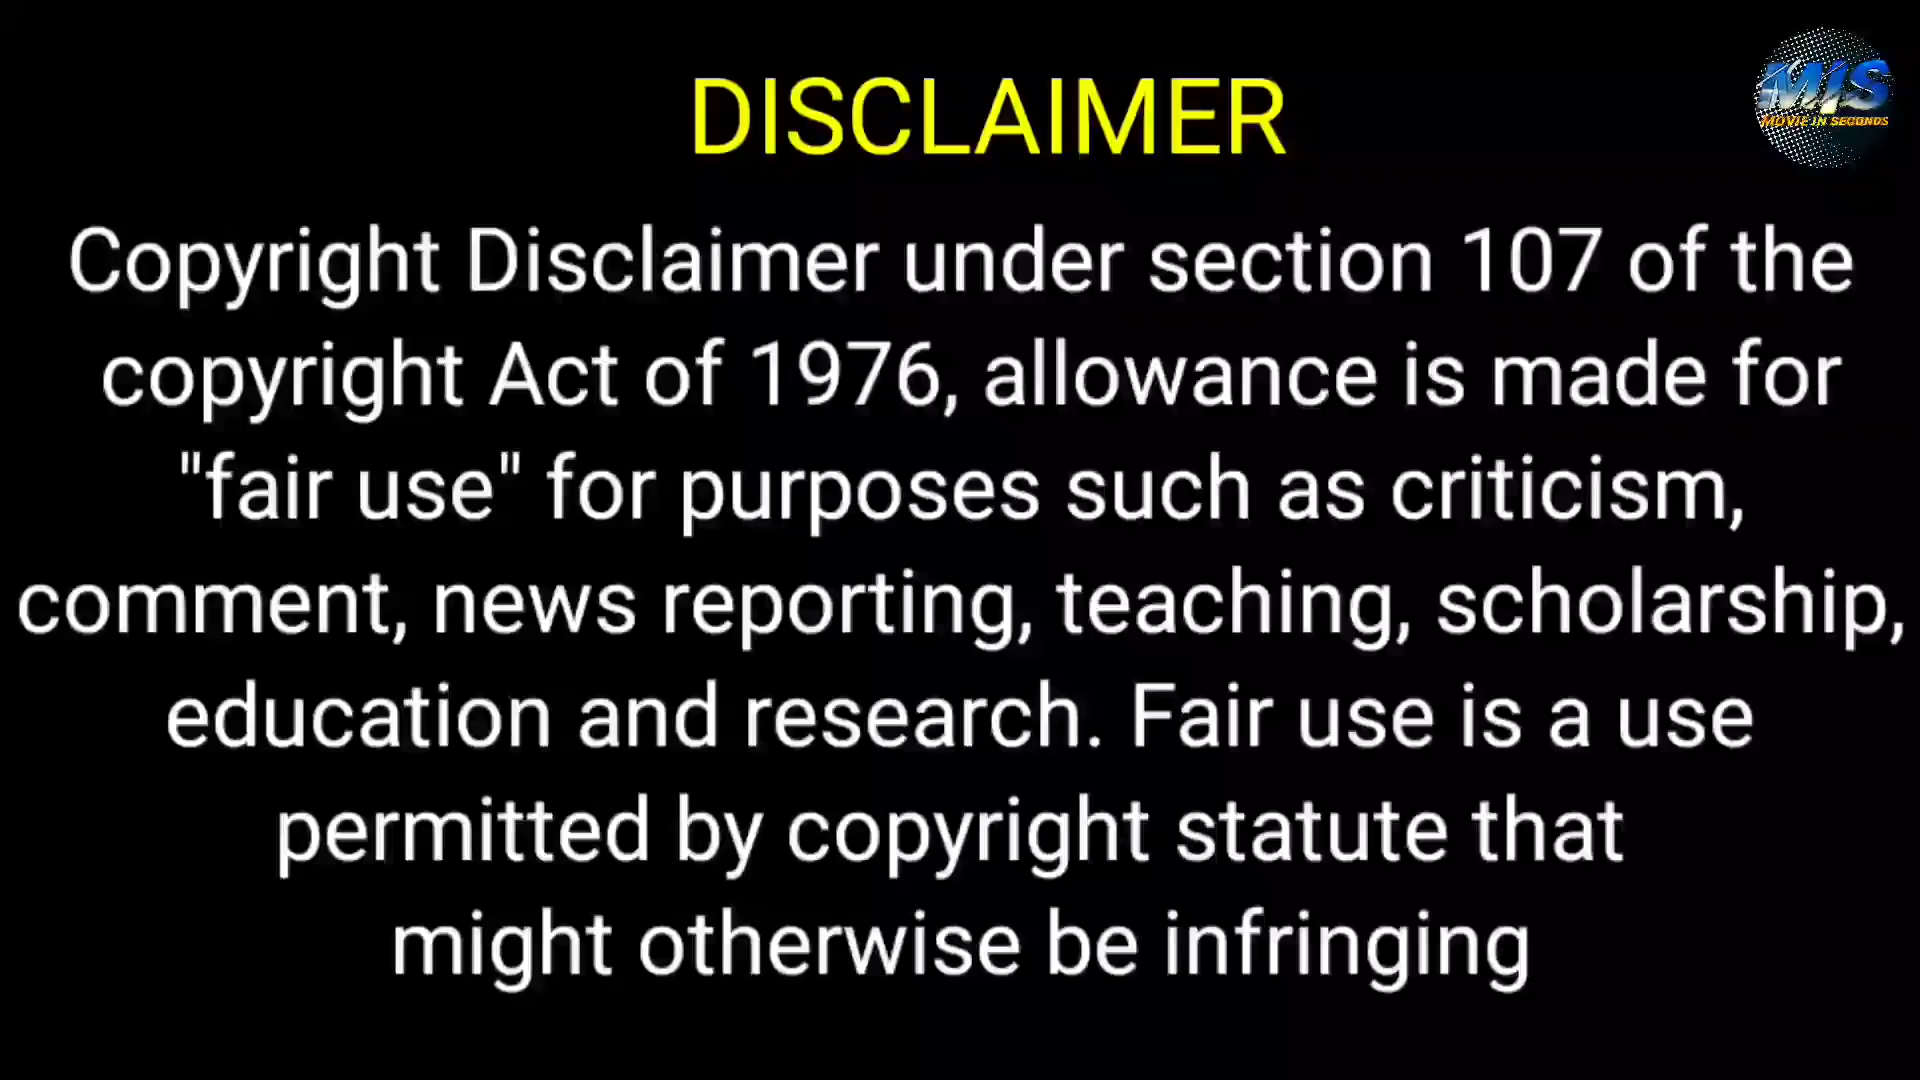 DISCLAIMER
MIS
MOVIE IN SECONDS
Copyright Disclaimer under section 107 of the
copyright Act of 1976, allowance is made for
"fair use" for purposes such as criticism,
comment, news reporting, teaching, scholarship,
education and research. Fair use is a use
permitted by copyright statute that
might otherwise be infringing